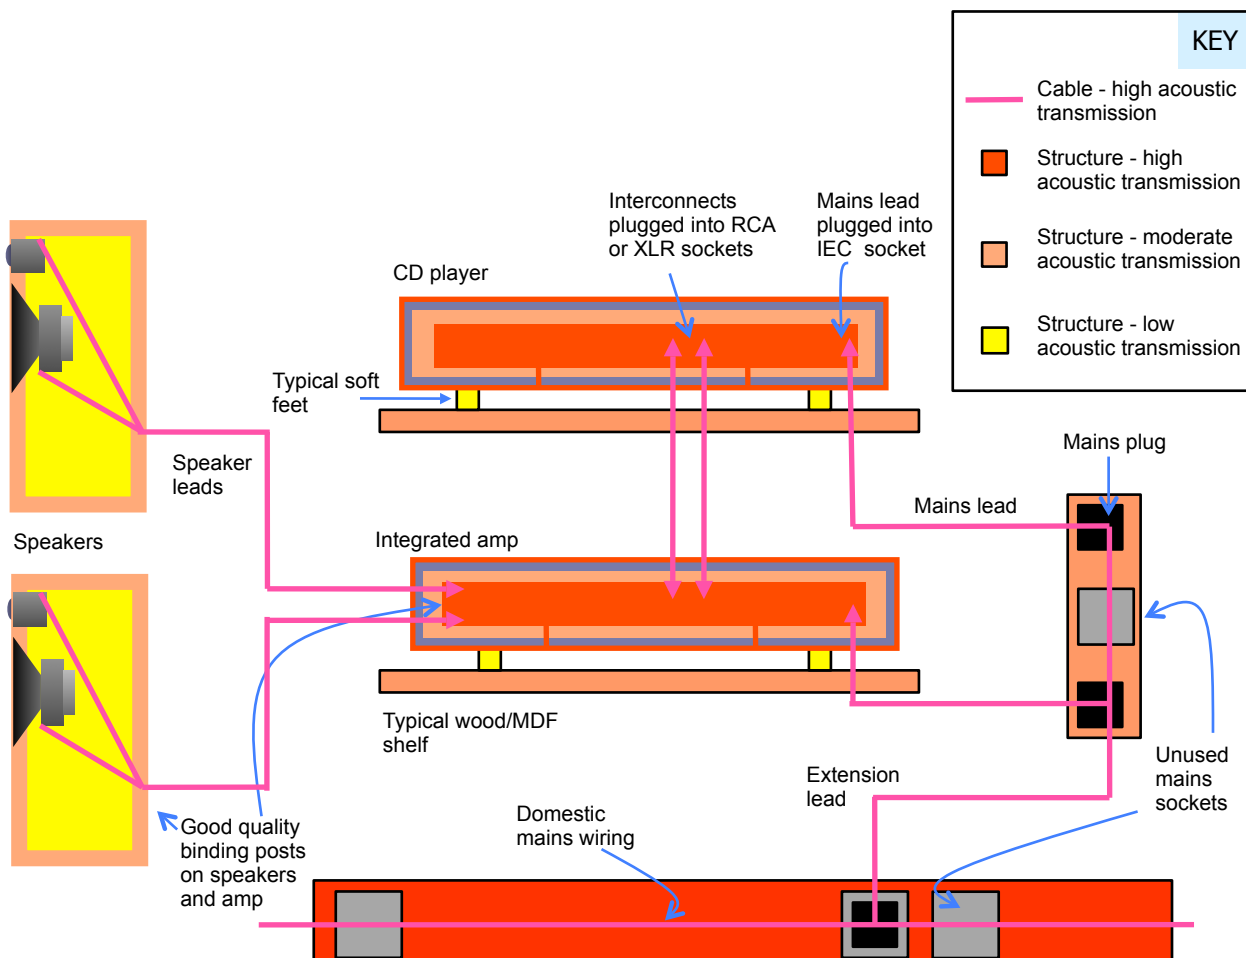 KEY
Cable - high acoustic
transmission
Structure - high
acoustic transmission
Structure - moderate
acoustic transmission
Structure - low
acoustic transmission
Interconnects
plugged into RCA
or XLR sockets
Mains lead
plugged into
IEC socket
CD player
Typical soft
feet
Speaker
leads
Mains plug
Mains lead
Speakers
Integrated amp
Typical wood/MDF
shelf
Extension
lead
Unused
mains
sockets
Domestic
mains wiring
Good quality
binding posts
on speakers
and amp